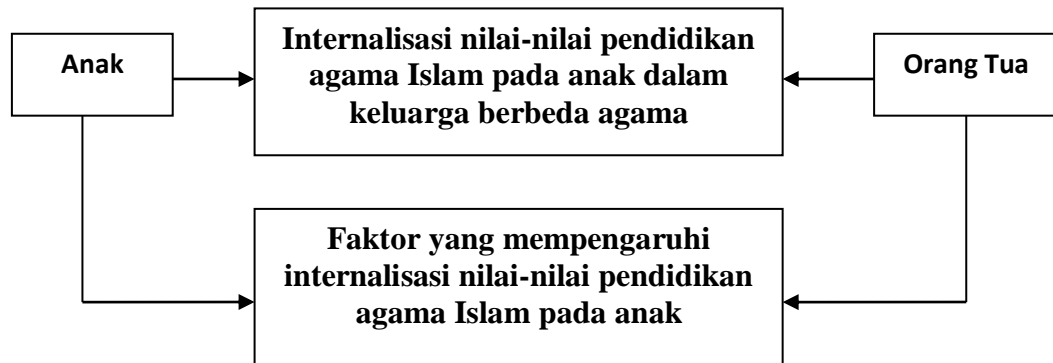 Anak
Internalisasi nilai-nilai pendidikan
agama Islam pada anak dalam
keluarga berbeda agama
Orang Tua
Faktor yang mempengaruhi
internalisasi nilai-nilai pendidikan
agama Islam pada anak